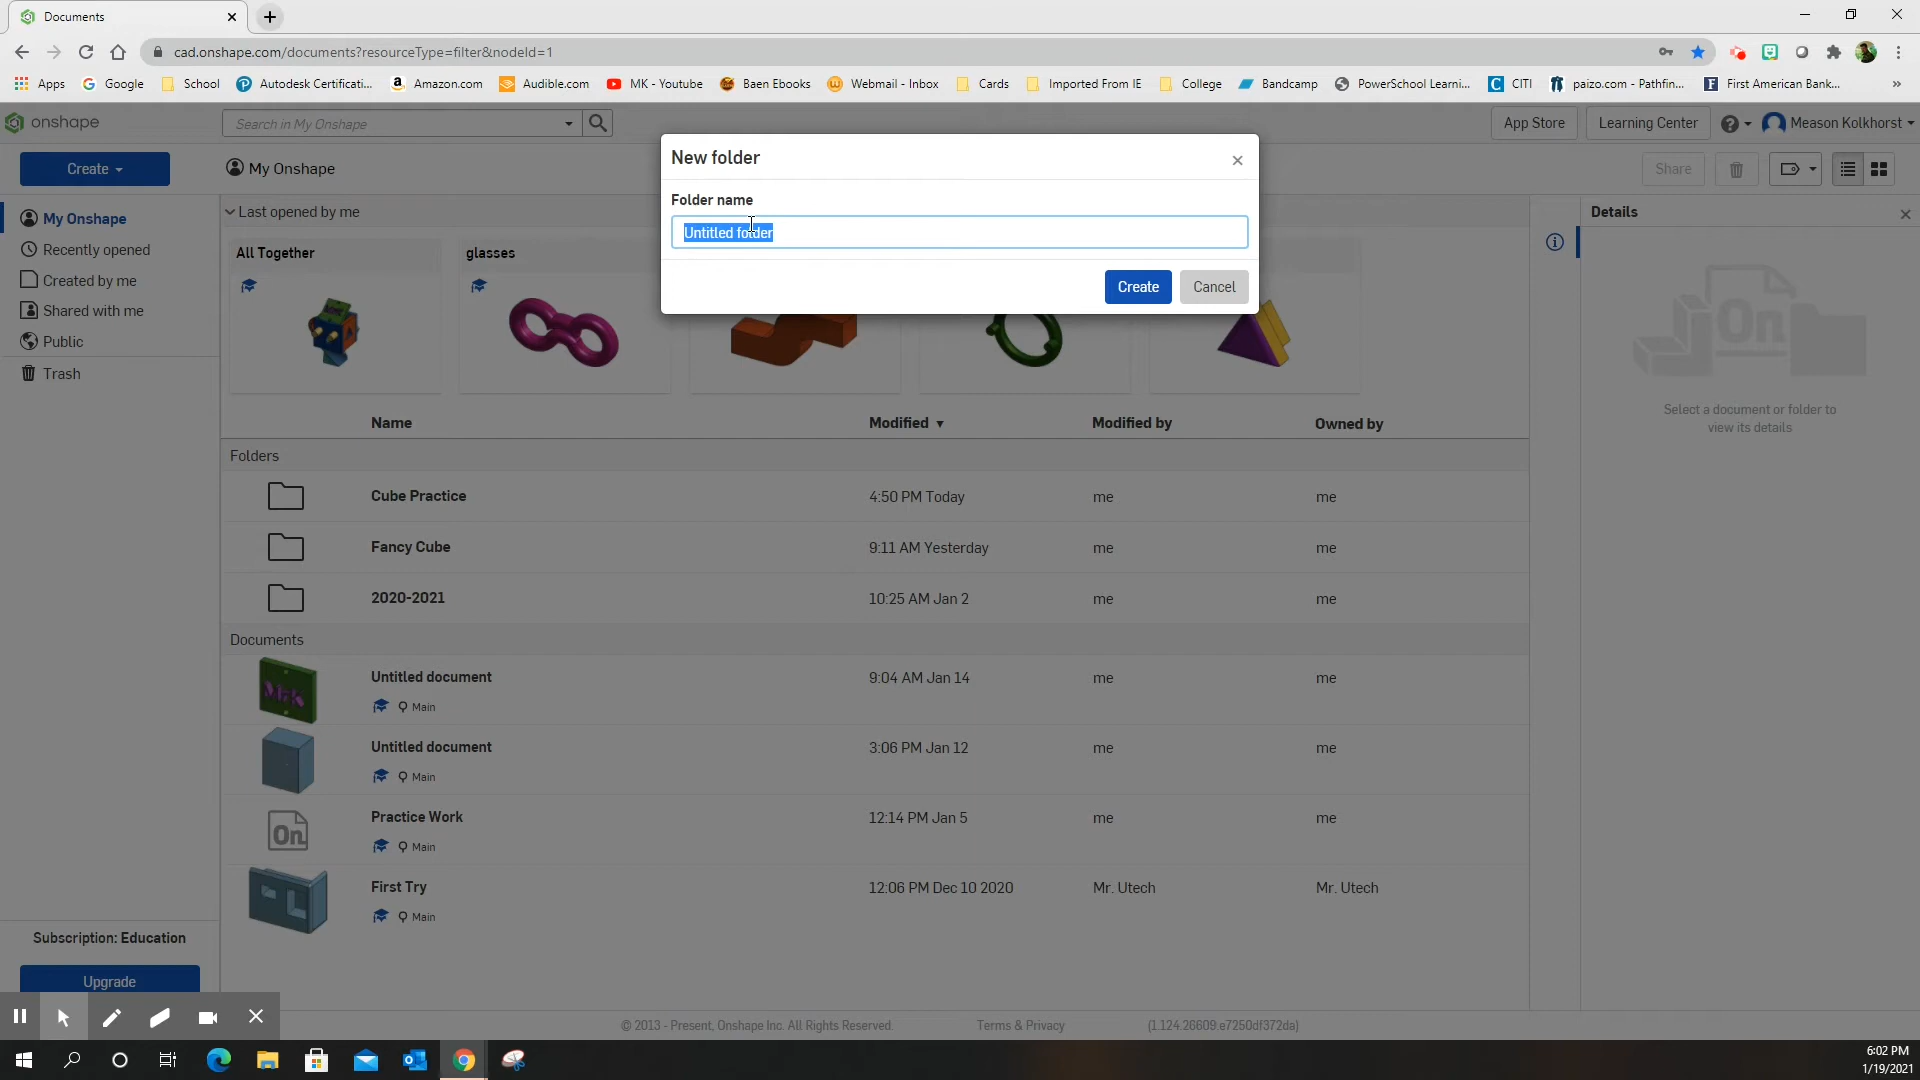 Documents
cad.onshape.com/documents?resourceType=filter&nodeId=1
Apps Google School Autodesk Certificati... Amazon.com Audible.com MK - Youtube Baen Ebooks Webmail - Inbox Cards Imported From IE College Bandcamp PowerSchool Learni... CITI paizo.com - Pathfin... First American Bank... »
onshape Search in My Onshape App Store Learning Center Meason Kolkhorst
Create My Onshape Share
New folder
Folder name
Untitled folder
Create Cancel
My Onshape
Recently opened
Created by me
Shared with me
Public
Trash
Last opened by me
All Together glasses
Details
Select a document or folder to
view its details
Name Modified Modified by Owned by
Folders
Cube Practice 4:50 PM Today me me
Fancy Cube 9:11 AM Yesterday me me
2020-2021 10:25 AM Jan 2 me me
Documents
Untitled document 9:04 AM Jan 14 me me
Main
Untitled document 3:06 PM Jan 12 me me
Main
Practice Work 12:14 PM Jan 5 me me
On Main
First Try 12:06 PM Dec 10 2020 Mr. Utech Mr. Utech
Main
Subscription: Education
Upgrade
© 2013 - Present, Onshape Inc. All Rights Reserved. Terms & Privacy (1.124.26609.e7250df372da)
6:02 PM
1/19/2021